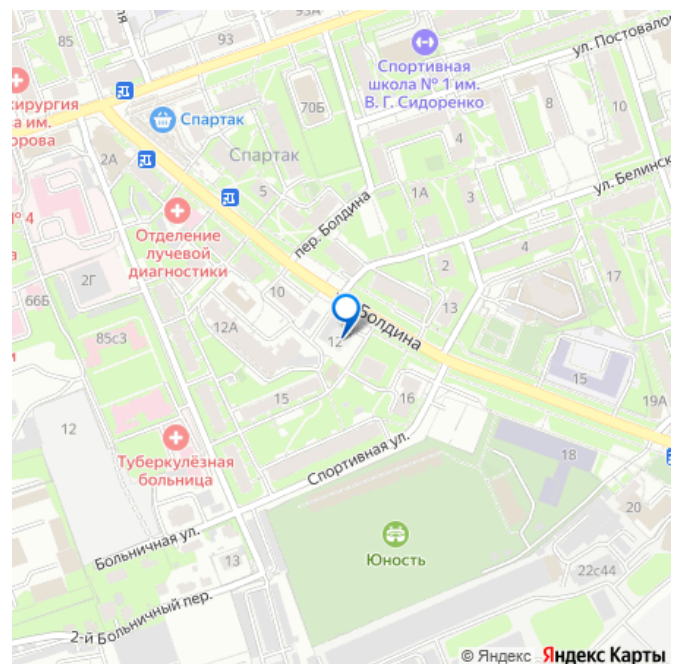 85
93
93А
Спортивная
школа № 1 им.
В. Г. Сидоренко
ул. Постовало
хирургия
а им.
орова
Спартак
70Б
8
10
4
2А
Спартак
5
1А
3
ул. Белинск
пер. Болдина
№ 4
Отделение
лучевой
диагностики
2Г
4
2
17
66Б
10
13
85с3
12А
12
Болдина
15
12
15
16
19А
Туберкулёзная
больница
Спортивная ул.
18
20
Больничная ул.
13
Юность
22с44
2-й Больничный пер.
© Яндекс Яндекс Карты